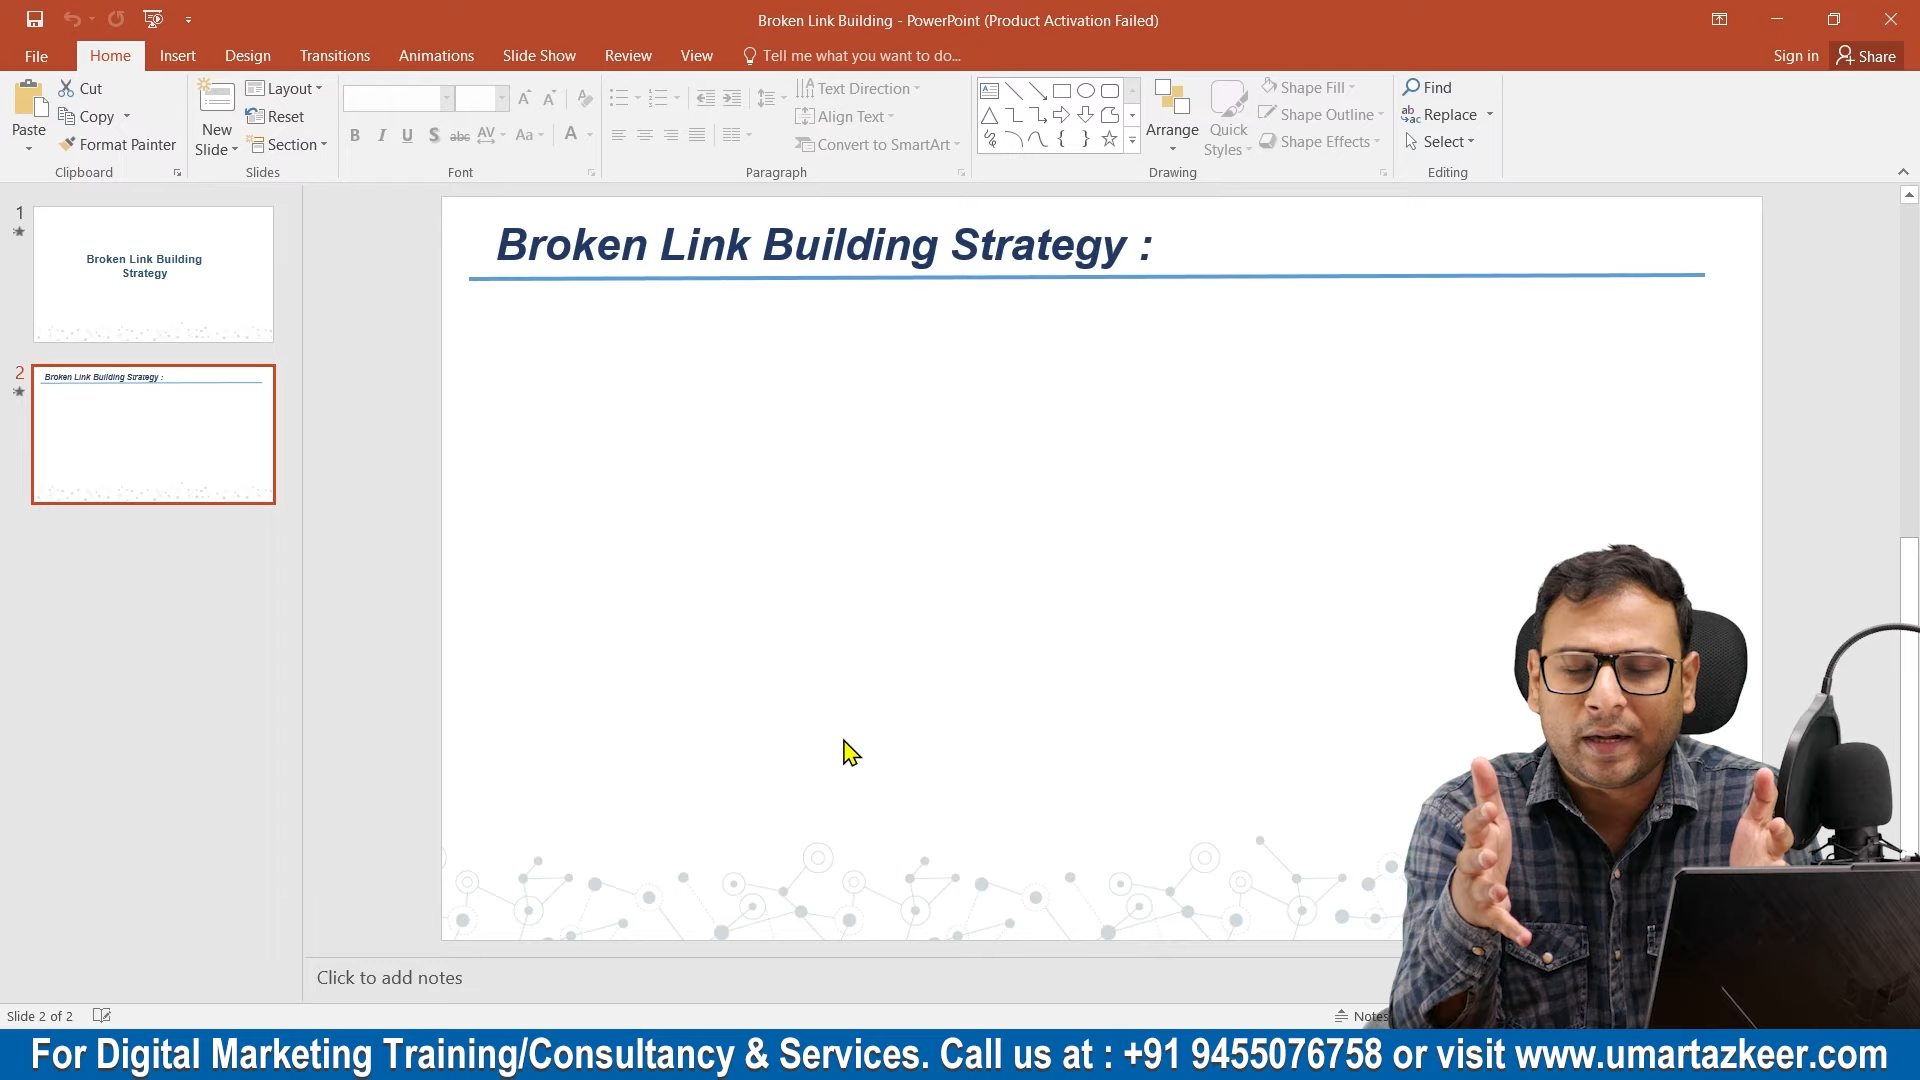 Broken Link Building - PowerPoint (Product Activation Failed)
File Home Insert Design Transitions Animations Slide Show Review View Tell me what you want to do... Sign in Share
Paste
Cut
Copy
Format Painter
Clipboard
New
Slide
Layout
Reset
Section
Slides
B I U S abc AV Aa A
Font
Text Direction
Align Text
Convert to SmartArt
Paragraph
Arrange
Quick
Styles
Shape Fill
Shape Outline
Shape Effects
Drawing
Find
Replace
Select
Editing
1
Broken Link Building
Strategy
2
Broken Link Building Strategy :
Broken Link Building Strategy :
Click to add notes
Slide 2 of 2
Notes
For Digital Marketing Training/Consultancy & Services. Call us at : +91 9455076758 or visit www.umartazkeer.com